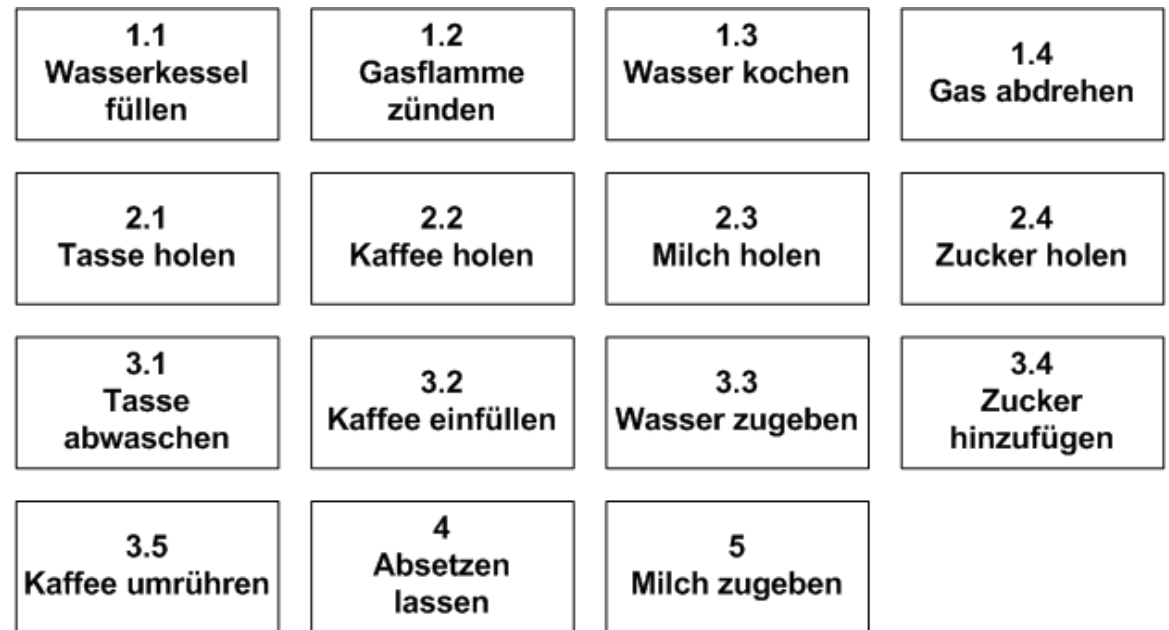 1.1
Wasserkessel
füllen
1.2
Gasflamme
zünden
1.3
Wasser kochen
1.4
Gas abdrehen
2.1
Tasse holen
2.2
Kaffee holen
2.3
Milch holen
2.4
Zucker holen
3.1
Tasse
abwaschen
3.2
Kaffee einfüllen
3.3
Wasser zugeben
3.4
Zucker
hinzufügen
3.5
Kaffee umrühren
4
Absetzen
lassen
5
Milch zugeben